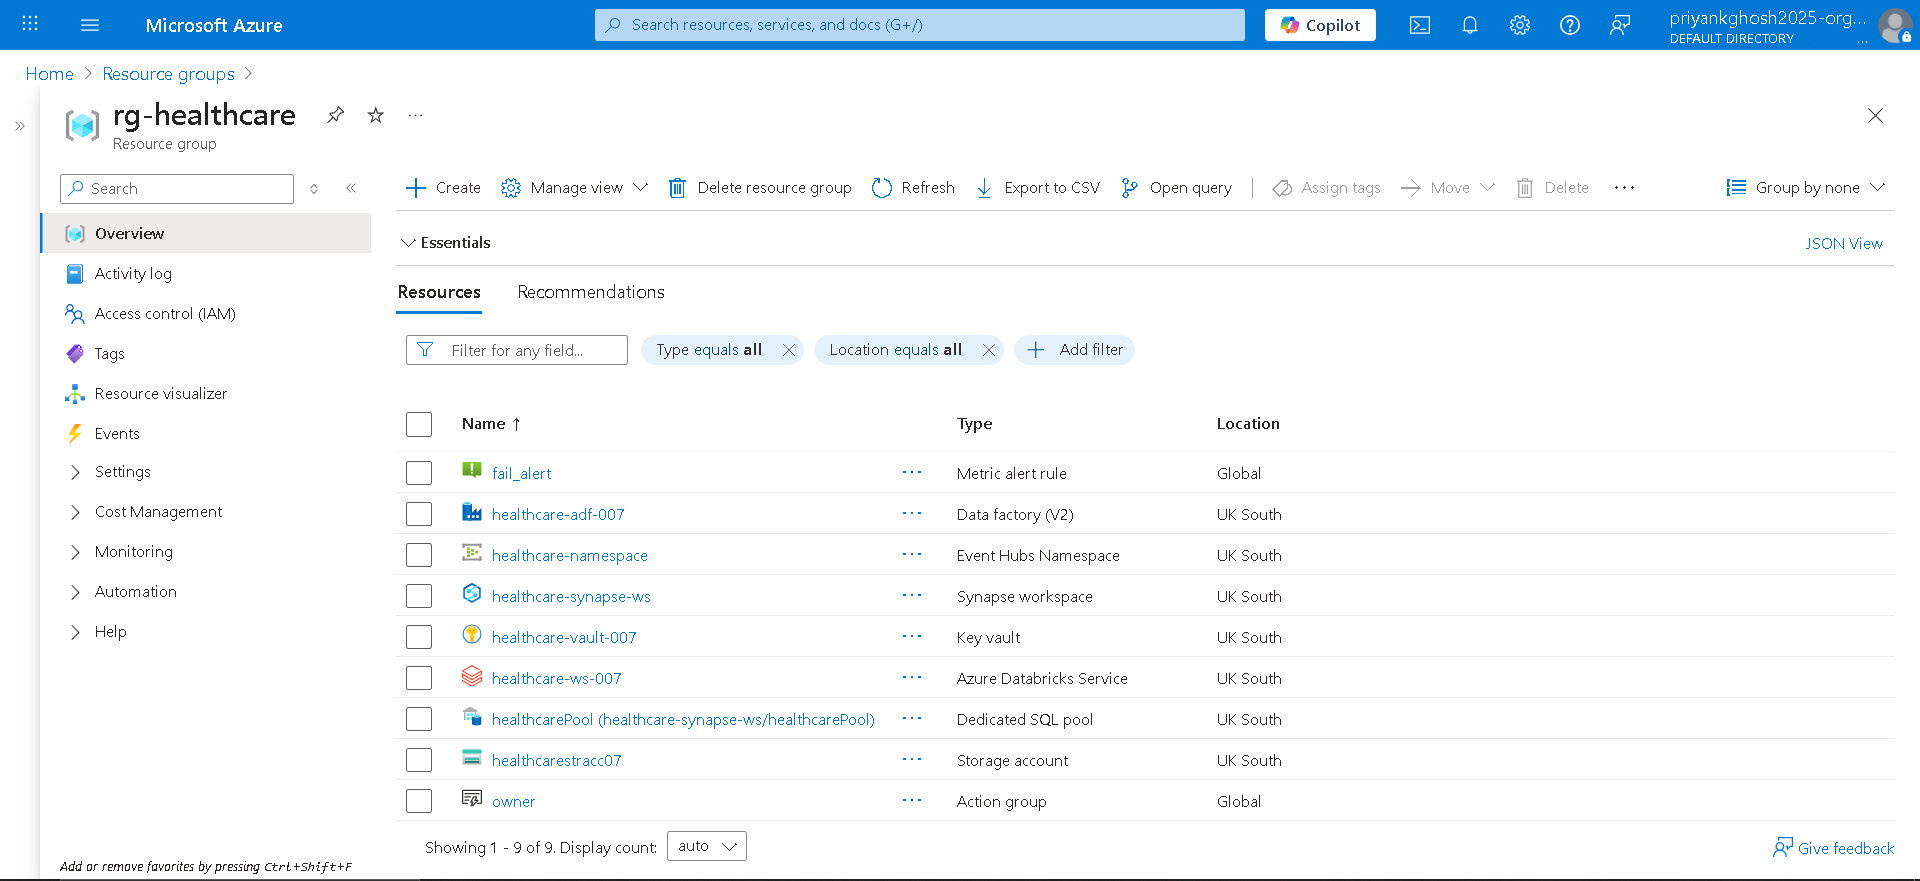 Microsoft Azure
Search resources, services, and docs (G+/)
Copilot
priyankghosh2025-org...
DEFAULT DIRECTORY
Home > Resource groups >
rg-healthcare
Resource group
Search
Overview
Activity log
Access control (IAM)
Tags
Resource visualizer
Events
Settings
Cost Management
Monitoring
Automation
Help
Add or remove favorites by pressing Ctrl+Shift+F
Create Manage view Delete resource group Refresh Export to CSV Open query Assign tags Move Delete Group by none
Essentials JSON View
Resources Recommendations
Filter for any field... Type equals all Location equals all Add filter
Name ↑ Type Location
fail_alert Metric alert rule Global
healthcare-adf-007 Data factory (V2) UK South
healthcare-namespace Event Hubs Namespace UK South
healthcare-synapse-ws Synapse workspace UK South
healthcare-vault-007 Key vault UK South
healthcare-ws-007 Azure Databricks Service UK South
healthcarePool (healthcare-synapse-ws/healthcarePool) Dedicated SQL pool UK South
healthcarestracc07 Storage account UK South
owner Action group Global
Showing 1 - 9 of 9. Display count: auto
Give feedback